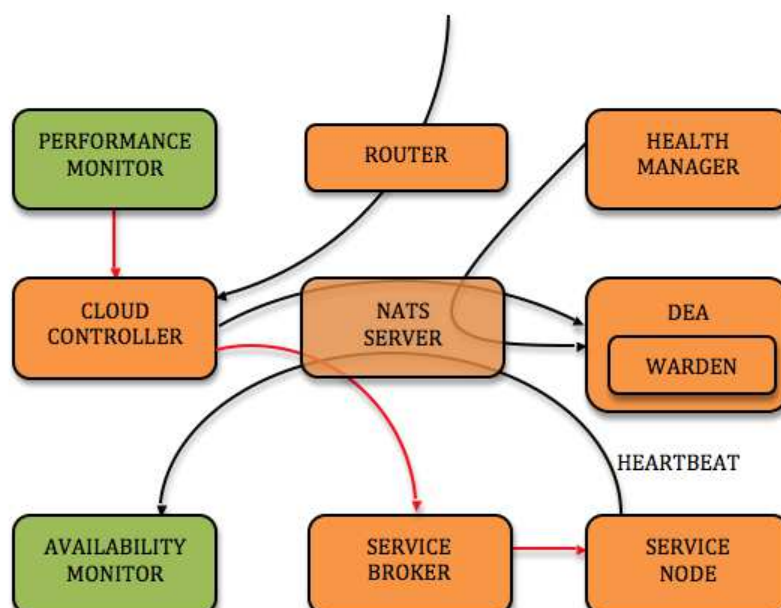 PERFORMANCE
MONITOR
ROUTER
HEALTH
MANAGER
CLOUD
CONTROLLER
NATS
SERVER
DEA
WARDEN
HEARTBEAT
AVAILABILITY
MONITOR
SERVICE
BROKER
SERVICE
NODE